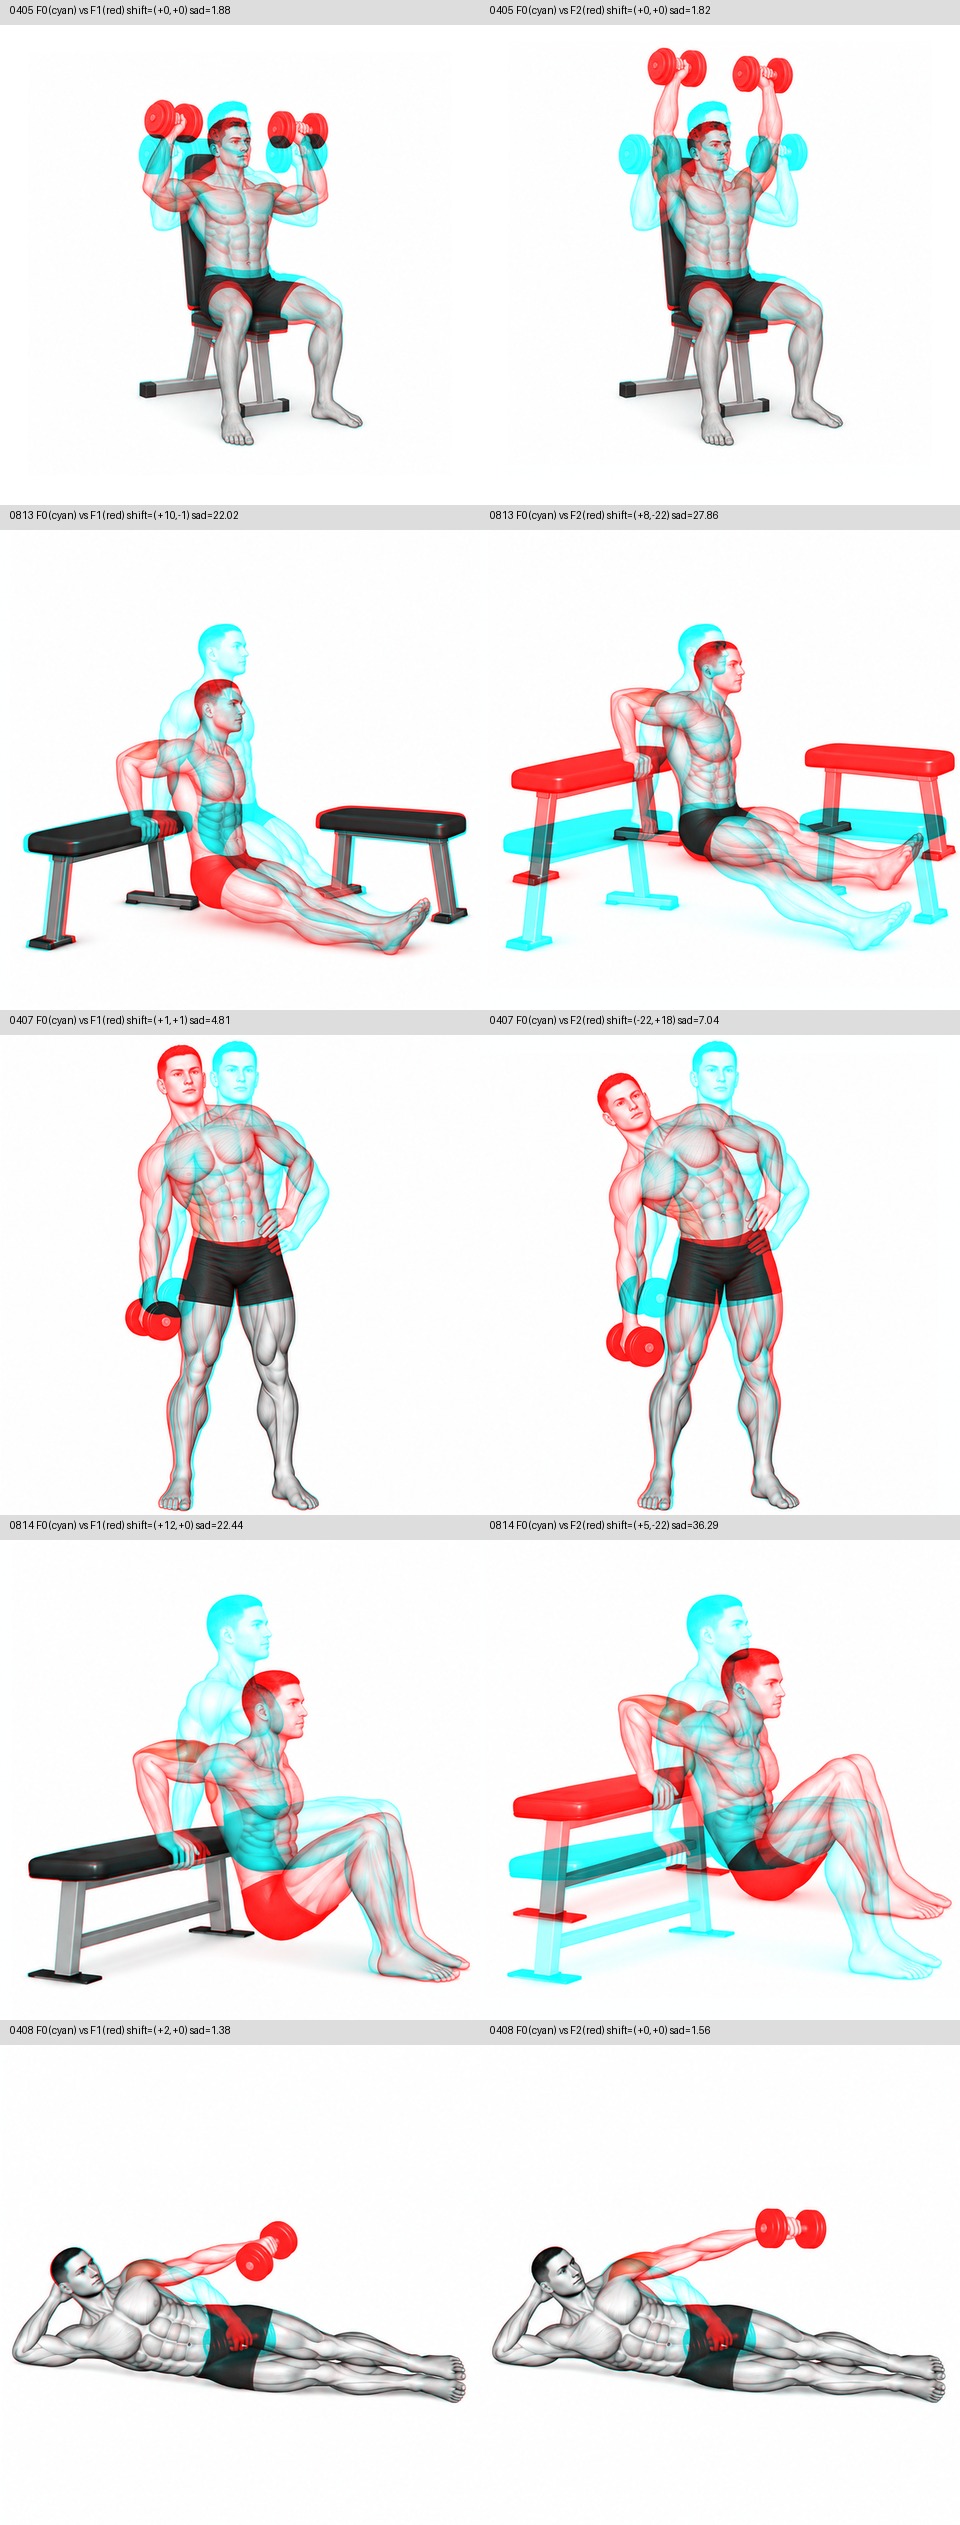 0405 F0(cyan) vs F1(red) shift=(+0,+0) sad=1.88
0405 F0(cyan) vs F2(red) shift=(+0,+0) sad=1.82
0813 F0(cyan) vs F1(red) shift=(+10,-1) sad=22.02
0813 F0(cyan) vs F2(red) shift=(+8,-22) sad=27.86
0407 F0(cyan) vs F1(red) shift=(+1,+1) sad=4.81
0407 F0(cyan) vs F2(red) shift=(-22,+18) sad=7.04
0814 F0(cyan) vs F1(red) shift=(+12,+0) sad=22.44
0814 F0(cyan) vs F2(red) shift=(+5,-22) sad=36.29
0408 F0(cyan) vs F1(red) shift=(+2,+0) sad=1.38
0408 F0(cyan) vs F2(red) shift=(+0,+0) sad=1.56